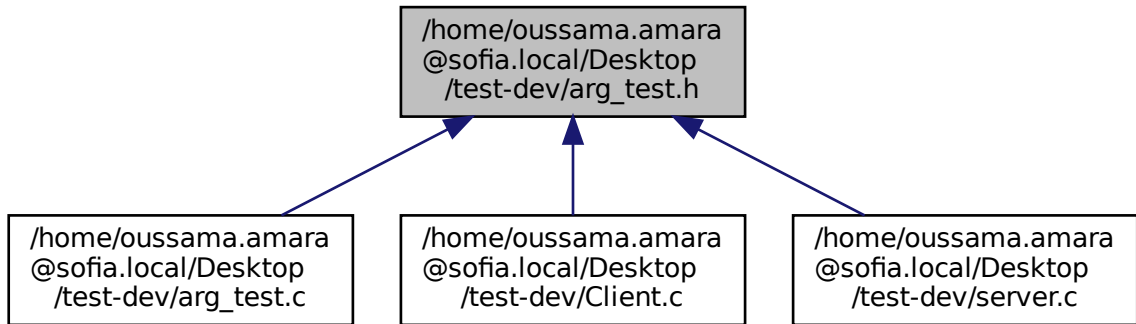 /home/oussama.amara
@sofia.local/Desktop
/test-dev/arg_test.h
/home/oussama.amara
@sofia.local/Desktop
/test-dev/arg_test.c
/home/oussama.amara
@sofia.local/Desktop
/test-dev/Client.c
/home/oussama.amara
@sofia.local/Desktop
/test-dev/server.c